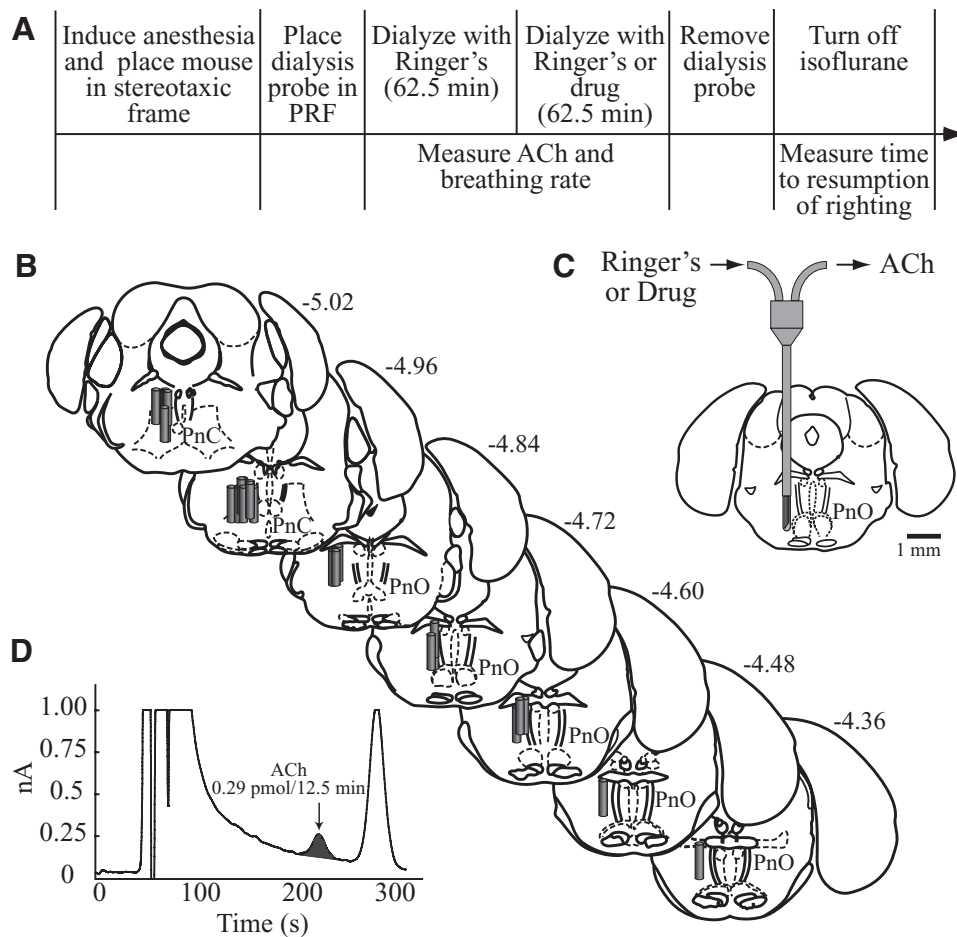 A
Induce anesthesia
and place mouse
in stereotaxic
frame
Place
dialysis
probe in
PRF
Dialyze with
Ringer's
(62.5 min)
Dialyze with
Ringer's or
drug
(62.5 min)
Remove
dialysis
probe
Turn off
isoflurane
Measure ACh and
breathing rate
Measure time
to resumption
of righting
B
-5.02
PnC
-4.96
PnC
-4.84
PnO
-4.72
PnO
-4.60
PnO
-4.48
PnO
-4.36
PnO
C
Ringer's
or Drug
ACh
PnO
1 mm
D
1.00
0.75
0.5
0.25
0
nA
ACh
0.29 pmol/12.5 min
0
100
200
300
Time (s)